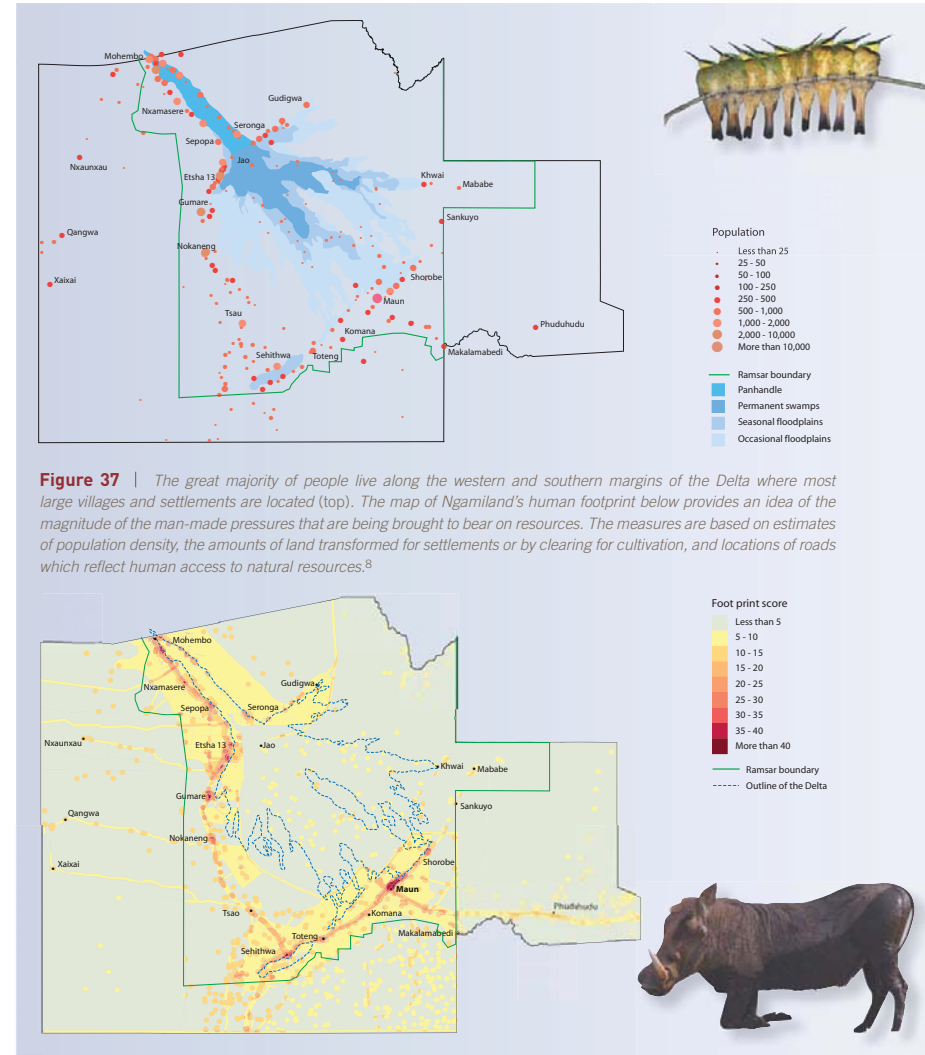 Mohembo
Nxamasere
Gudigwa
Seronga
Sepopa
Jao
Nxaunxau
Etsha 13
Khwai
Mababe
Gumare
Sankuyo
Qangwa
Nokaneng
Xaixai
Shorobe
Maun
Tsau
Komana
Phuduhudu
Sehithwa
Toteng
Makalamabedi
Population
Less than 25
25 - 50
50 - 100
100 - 250
250 - 500
500 - 1,000
1,000 - 2,000
2,000 - 10,000
More than 10,000
Ramsar boundary
Panhandle
Permanent swamps
Seasonal floodplains
Occasional floodplains
Figure 37 | The great majority of people live along the western and southern margins of the Delta where most
large villages and settlements are located (top). The map of Ngamiland's human footprint below provides an idea of the
magnitude of the man-made pressures that are being brought to bear on resources. The measures are based on estimates
of population density, the amounts of land transformed for settlements or by clearing for cultivation, and locations of roads
which reflect human access to natural resources.8
Foot print score
Less than 5
5 - 10
10 - 15
15 - 20
20 - 25
25 - 30
30 - 35
35 - 40
More than 40
Ramsar boundary
Outline of the Delta
Mohembo
Nxamasere
Gudigwa
Sepopa
Seronga
Nxaunxau
Etsha 13
Jao
Khwai
Mababe
Gumare
Sankuyo
Qangwa
Nokaneng
Xaixai
Shorobe
Maun
Tsao
Komana
Phuduhudu
Toteng
Makalamabedi
Sehithwa